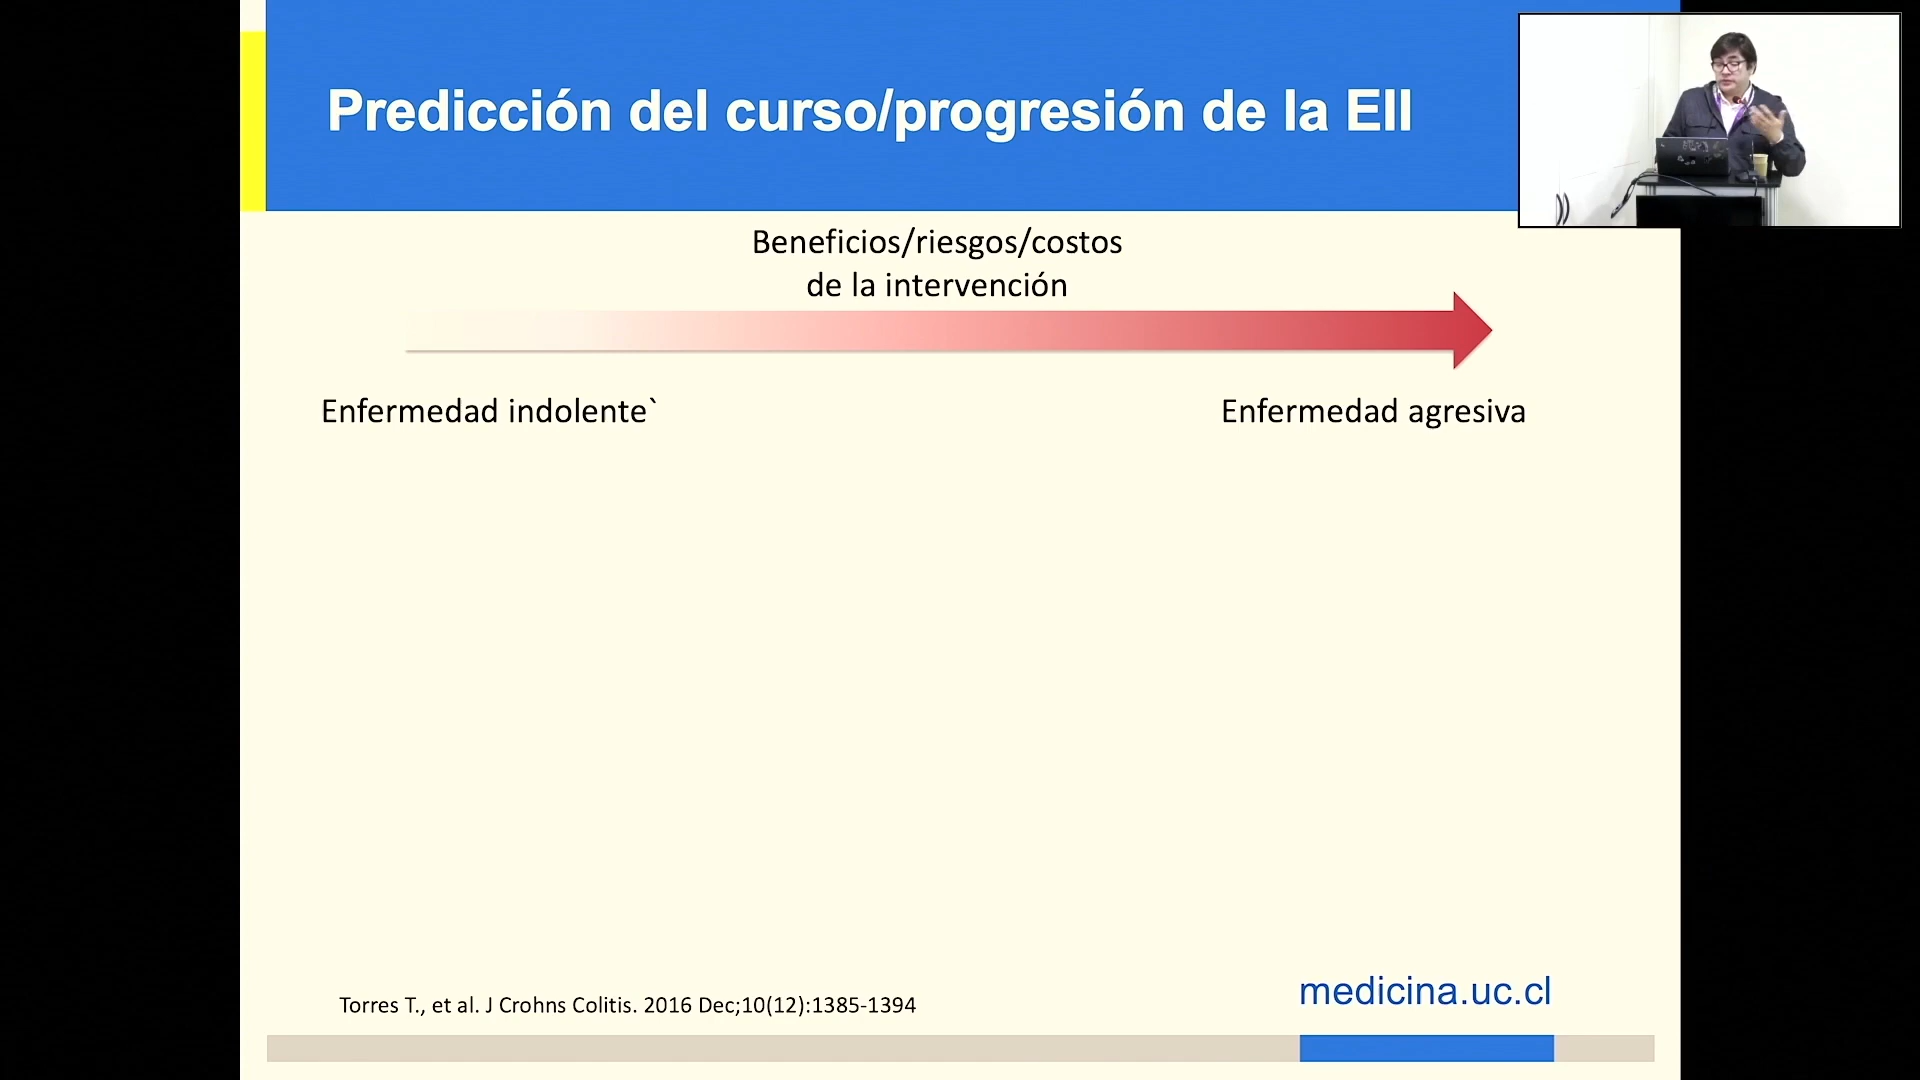 Predicción del curso/progresión de la EII
Beneficios/riesgos/costos
de la intervención
Enfermedad indolente`
Enfermedad agresiva
Torres T., et al. J Crohns Colitis. 2016 Dec;10(12):1385-1394
medicina.uc.cl